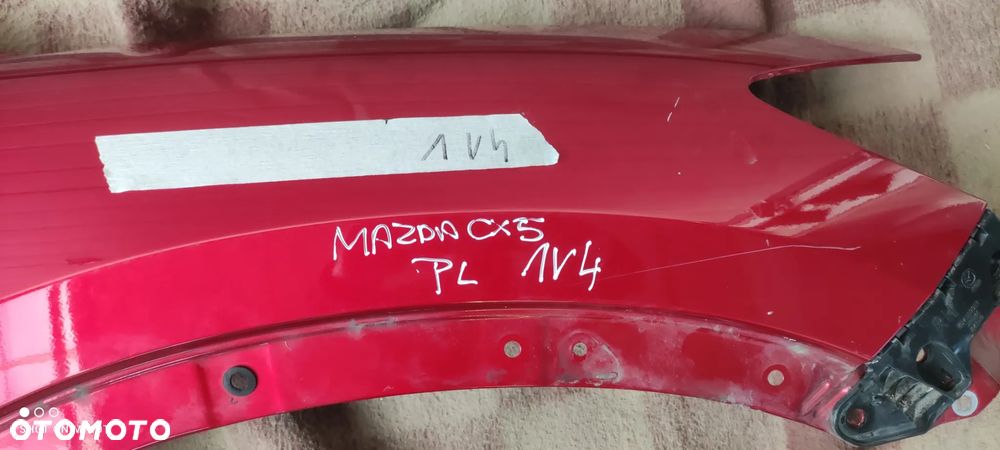 1V4
MAZDA CX5
PL 1V4
OTOMOTO